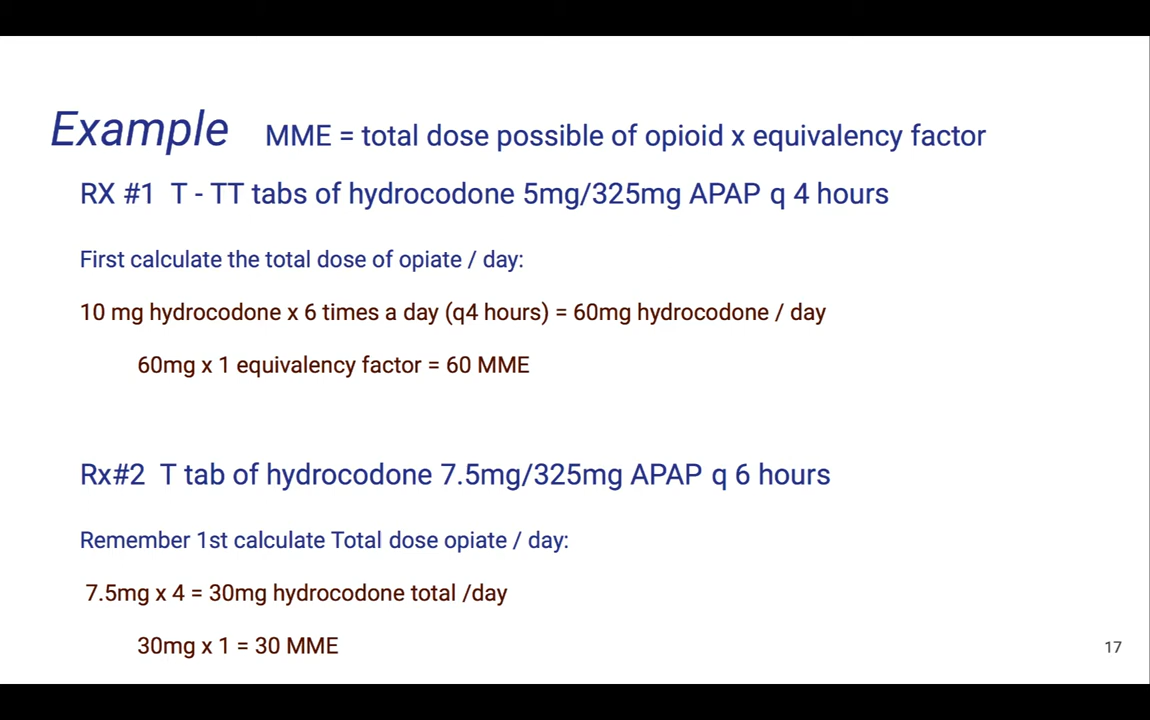 Example MME = total dose possible of opioid x equivalency factor
RX #1 T - TT tabs of hydrocodone 5mg/325mg APAP q 4 hours
First calculate the total dose of opiate / day:
10 mg hydrocodone x 6 times a day (q4 hours) = 60mg hydrocodone / day
60mg x 1 equivalency factor = 60 MME
Rx#2 T tab of hydrocodone 7.5mg/325mg APAP q 6 hours
Remember 1st calculate Total dose opiate / day:
7.5mg x 4 = 30mg hydrocodone total /day
30mg x 1 = 30 MME
17